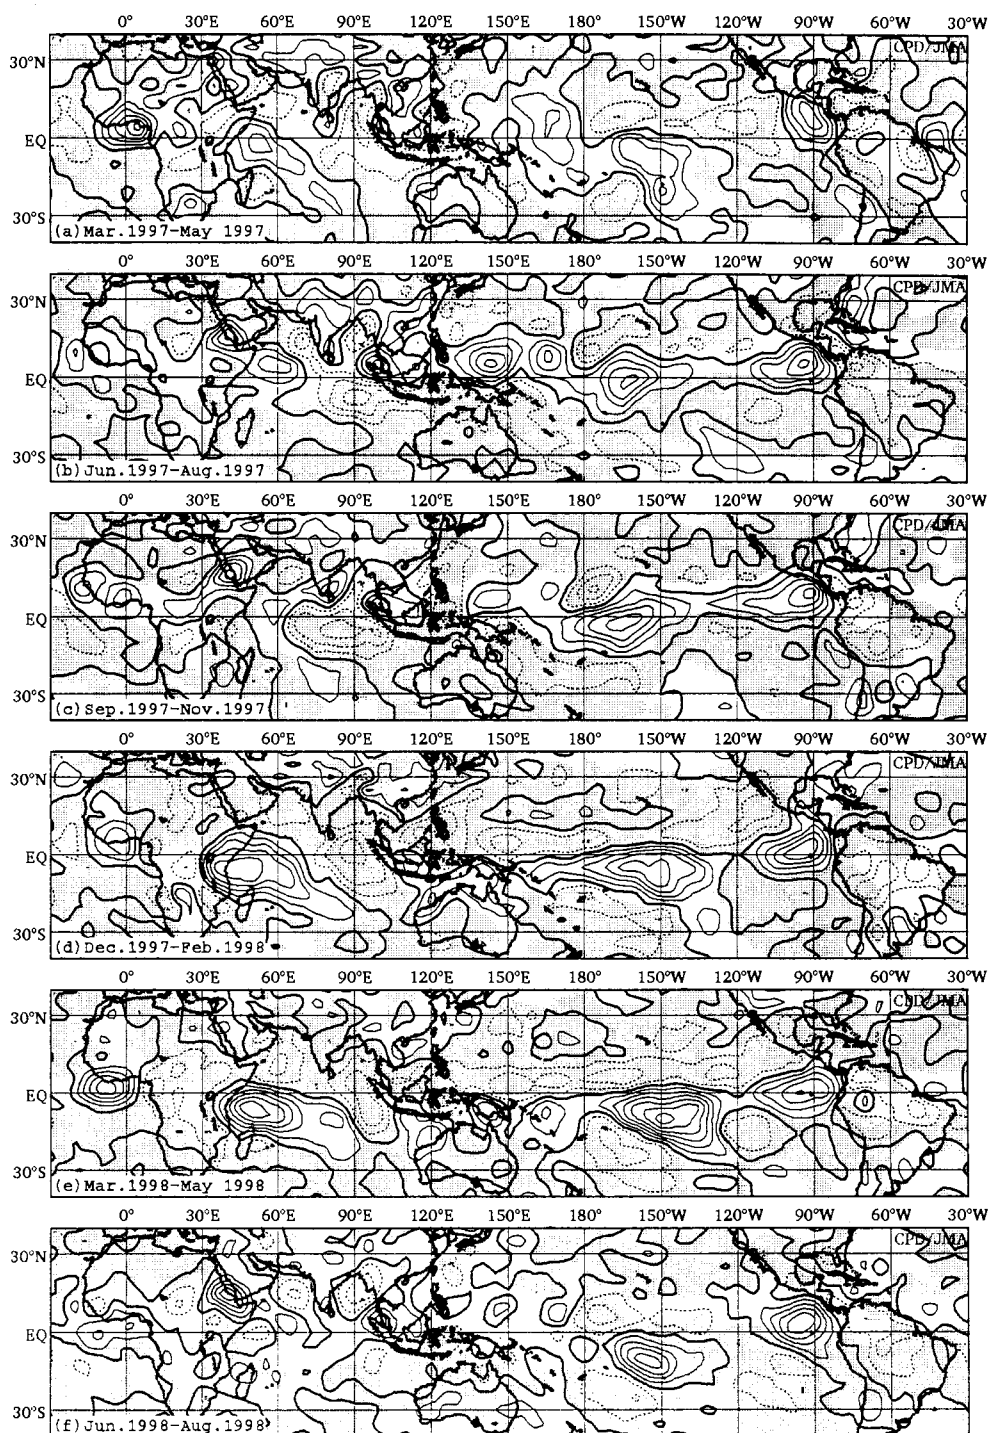 0° 30°E 60°E 90°E 120°E 150°E 180° 150°W 120°W 90°W 60°W 30°W
CPD/JMA
30°N
EQ
30°S
(a)Mar.1997-May 1997
0° 30°E 60°E 90°E 120°E 150°E 180° 150°W 120°W 90°W 60°W 30°W
CPD/JMA
30°N
EQ
30°S
(b)Jun.1997-Aug.1997
0° 30°E 60°E 90°E 120°E 150°E 180° 150°W 120°W 90°W 60°W 30°W
CPD/JMA
30°N
EQ
30°S
(c)Sep.1997-Nov.1997
0° 30°E 60°E 90°E 120°E 150°E 180° 150°W 120°W 90°W 60°W 30°W
CPD/JMA
30°N
EQ
30°S
(d)Dec.1997-Feb.1998
0° 30°E 60°E 90°E 120°E 150°E 180° 150°W 120°W 90°W 60°W 30°W
CPD/JMA
30°N
EQ
30°S
(e)Mar.1998-May 1998
0° 30°E 60°E 90°E 120°E 150°E 180° 150°W 120°W 90°W 60°W 30°W
CPD/JMA
30°N
EQ
30°S
(f)Jun.1998-Aug.1998